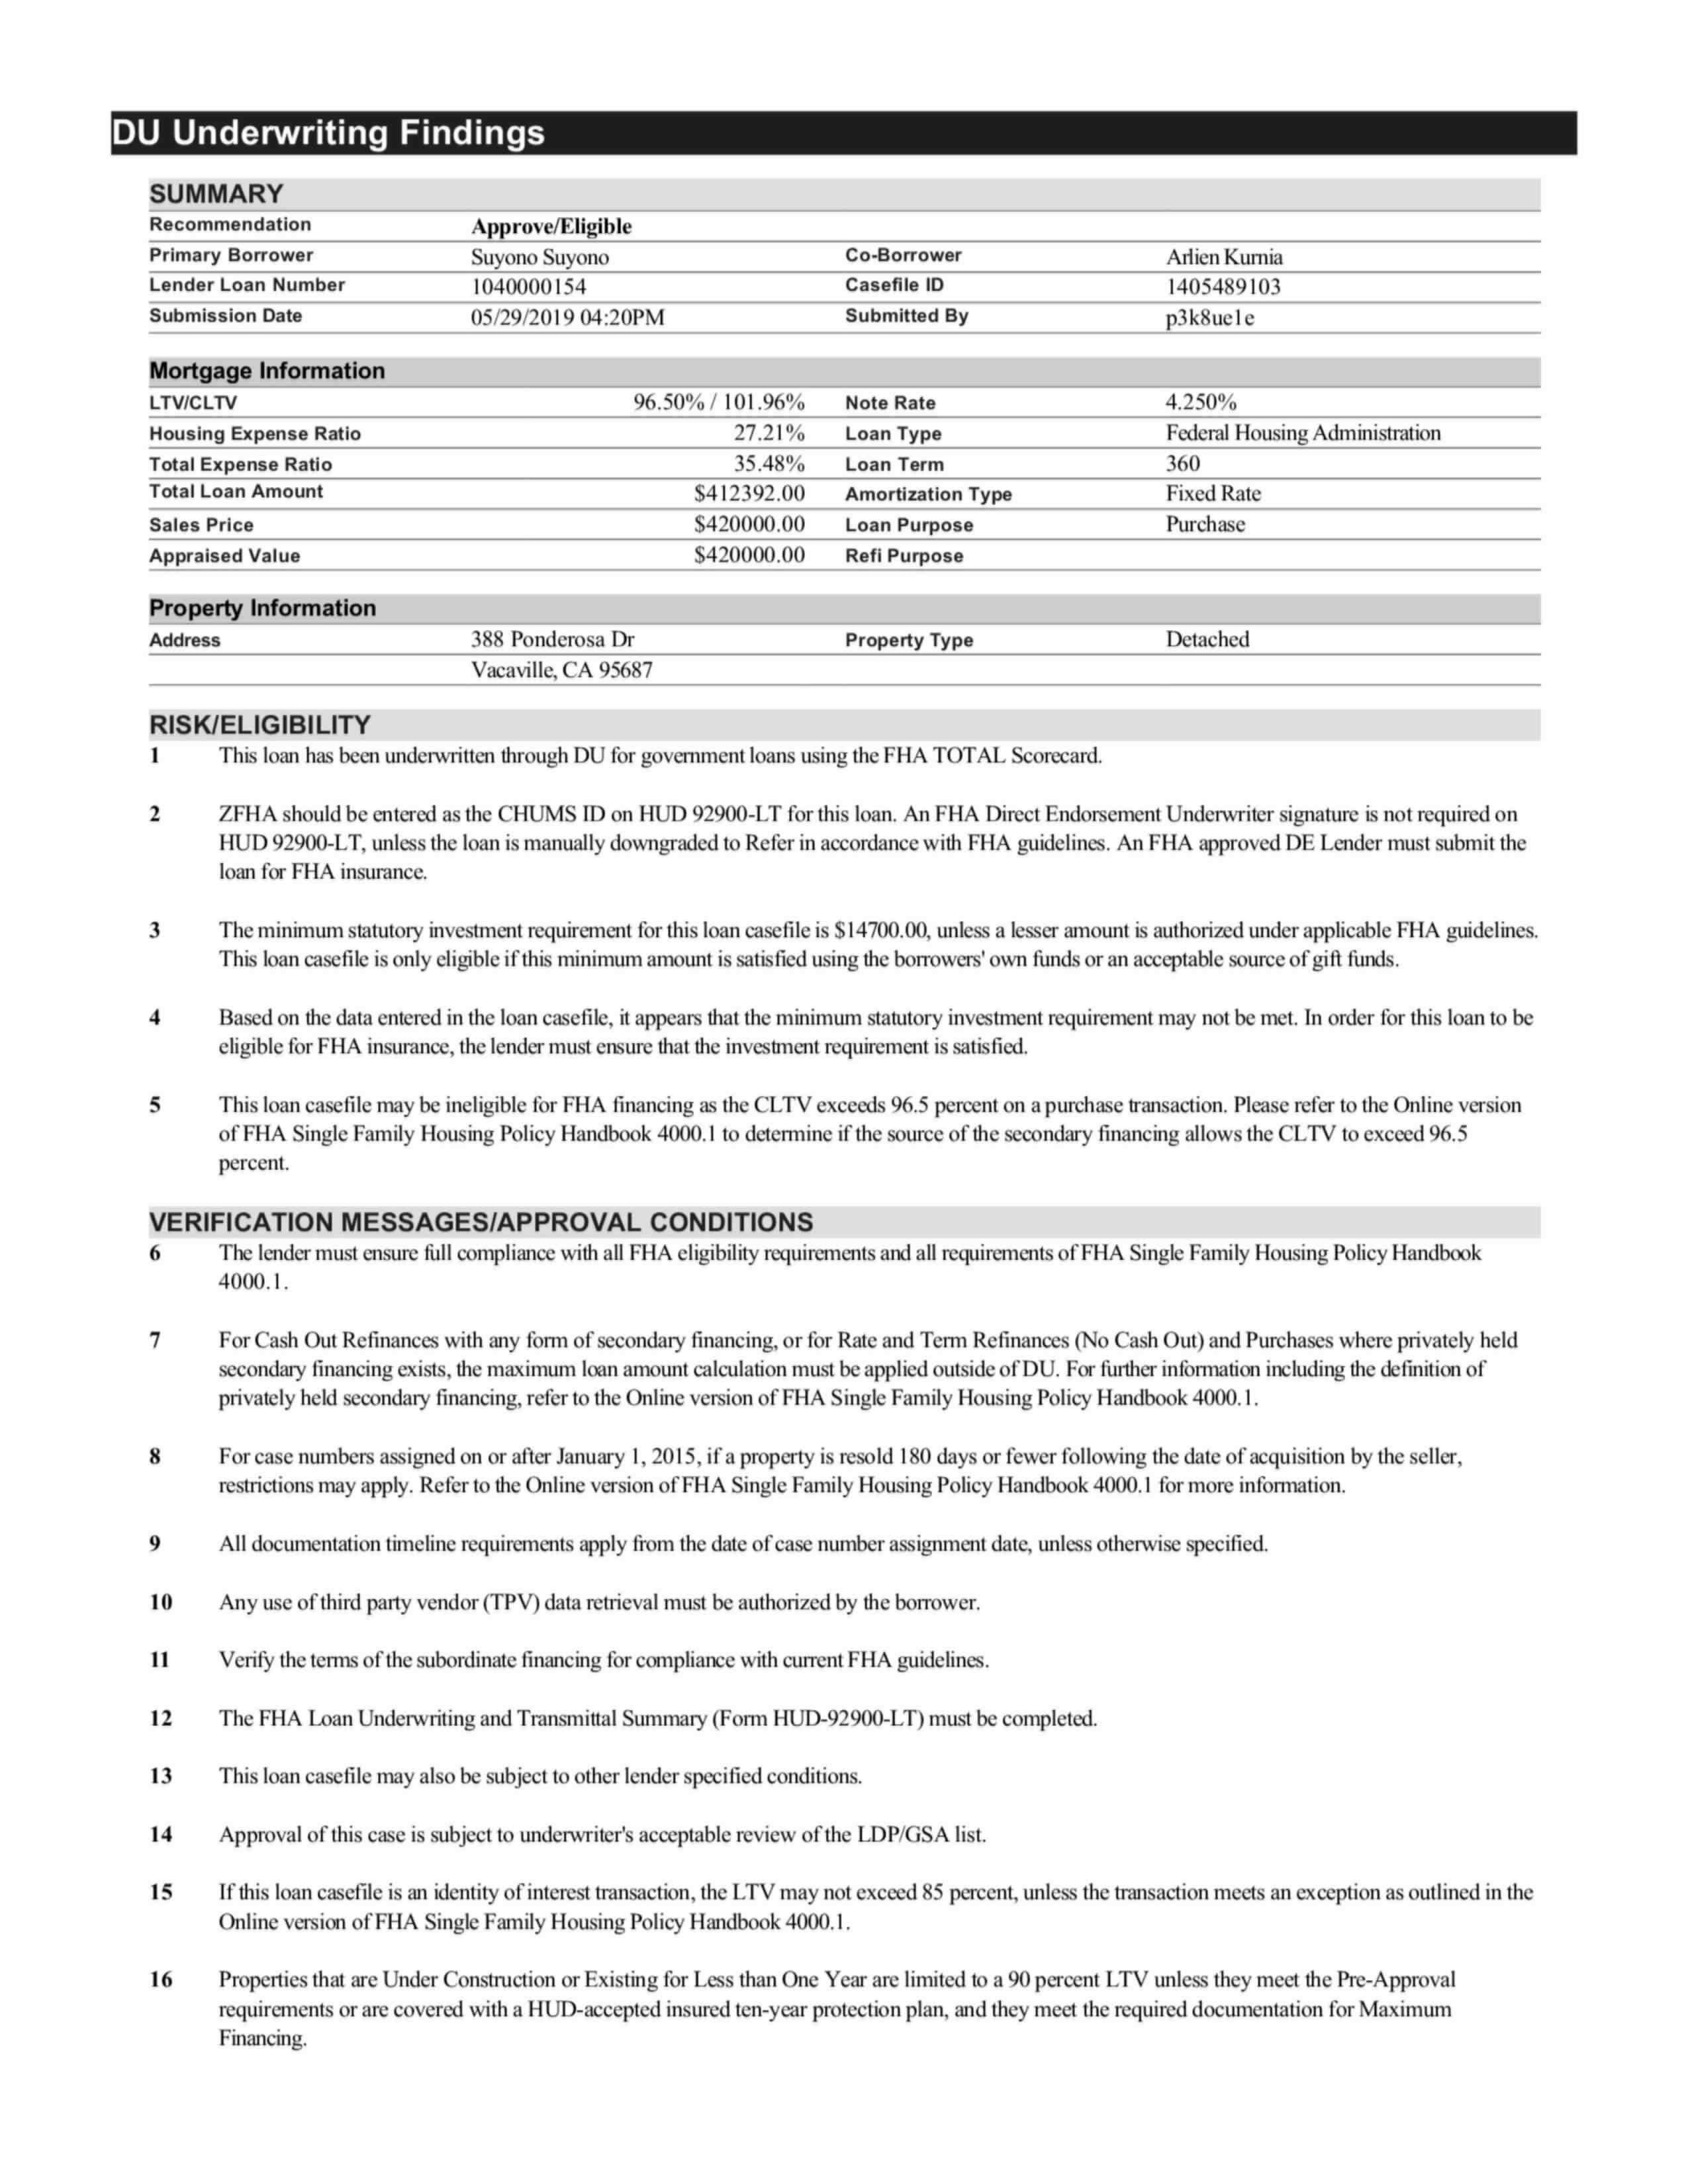 DU Underwriting Findings
SUMMARY
Recommendation Approve/Eligible
Primary Borrower Suyono Suyono Co-Borrower Arlien Kurnia
Lender Loan Number 1040000154 Casefile ID 1405489103
Submission Date 05/29/2019 04:20PM Submitted By p3k8ue1e
Mortgage Information
LTV/CLTV 96.50% / 101.96% Note Rate 4.250%
Housing Expense Ratio 27.21% Loan Type Federal Housing Administration
Total Expense Ratio 35.48% Loan Term 360
Total Loan Amount $412392.00 Amortization Type Fixed Rate
Sales Price $420000.00 Loan Purpose Purchase
Appraised Value $420000.00 Refi Purpose
Property Information
Address 388 Ponderosa Dr Property Type Detached
Vacaville, CA 95687
RISK/ELIGIBILITY
1 This loan has been underwritten through DU for government loans using the FHA TOTAL Scorecard.
2 ZFHA should be entered as the CHUMS ID on HUD 92900-LT for this loan. An FHA Direct Endorsement Underwriter signature is not required on
HUD 92900-LT, unless the loan is manually downgraded to Refer in accordance with FHA guidelines. An FHA approved DE Lender must submit the
loan for FHA insurance.
3 The minimum statutory investment requirement for this loan casefile is $14700.00, unless a lesser amount is authorized under applicable FHA guidelines.
This loan casefile is only eligible if this minimum amount is satisfied using the borrowers' own funds or an acceptable source of gift funds.
4 Based on the data entered in the loan casefile, it appears that the minimum statutory investment requirement may not be met. In order for this loan to be
eligible for FHA insurance, the lender must ensure that the investment requirement is satisfied.
5 This loan casefile may be ineligible for FHA financing as the CLTV exceeds 96.5 percent on a purchase transaction. Please refer to the Online version
of FHA Single Family Housing Policy Handbook 4000.1 to determine if the source of the secondary financing allows the CLTV to exceed 96.5
percent.
VERIFICATION MESSAGES/APPROVAL CONDITIONS
6 The lender must ensure full compliance with all FHA eligibility requirements and all requirements of FHA Single Family Housing Policy Handbook
4000.1.
7 For Cash Out Refinances with any form of secondary financing, or for Rate and Term Refinances (No Cash Out) and Purchases where privately held
secondary financing exists, the maximum loan amount calculation must be applied outside of DU. For further information including the definition of
privately held secondary financing, refer to the Online version of FHA Single Family Housing Policy Handbook 4000.1.
8 For case numbers assigned on or after January 1, 2015, if a property is resold 180 days or fewer following the date of acquisition by the seller,
restrictions may apply. Refer to the Online version of FHA Single Family Housing Policy Handbook 4000.1 for more information.
9 All documentation timeline requirements apply from the date of case number assignment date, unless otherwise specified.
10 Any use of third party vendor (TPV) data retrieval must be authorized by the borrower.
11 Verify the terms of the subordinate financing for compliance with current FHA guidelines.
12 The FHA Loan Underwriting and Transmittal Summary (Form HUD-92900-LT) must be completed.
13 This loan casefile may also be subject to other lender specified conditions.
14 Approval of this case is subject to underwriter's acceptable review of the LDP/GSA list.
15 If this loan casefile is an identity of interest transaction, the LTV may not exceed 85 percent, unless the transaction meets an exception as outlined in the
Online version of FHA Single Family Housing Policy Handbook 4000.1.
16 Properties that are Under Construction or Existing for Less than One Year are limited to a 90 percent LTV unless they meet the Pre-Approval
requirements or are covered with a HUD-accepted insured ten-year protection plan, and they meet the required documentation for Maximum
Financing.